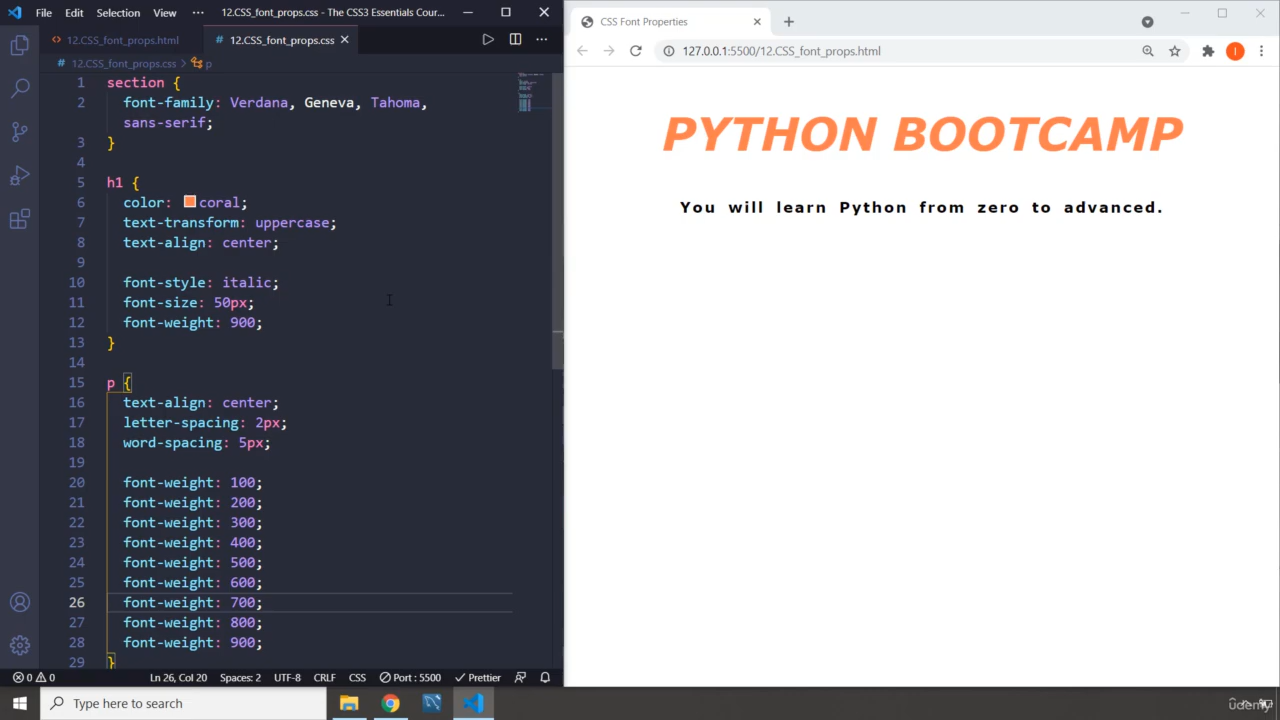 File Edit Selection View ··· 12.CSS_font_props.css - The CSS3 Essentials Cour...
12.CSS_font_props.html
# 12.CSS_font_props.css
# 12.CSS_font_props.css > p
1 section {
2 font-family: Verdana, Geneva, Tahoma,
sans-serif;
3 }
4
5 h1 {
6 color: coral;
7 text-transform: uppercase;
8 text-align: center;
9
10 font-style: italic;
11 font-size: 50px;
12 font-weight: 900;
13 }
14
15 p {
16 text-align: center;
17 letter-spacing: 2px;
18 word-spacing: 5px;
19
20 font-weight: 100;
21 font-weight: 200;
22 font-weight: 300;
23 font-weight: 400;
24 font-weight: 500;
25 font-weight: 600;
26 font-weight: 700;
27 font-weight: 800;
28 font-weight: 900;
29 }
0 0 Ln 26, Col 20 Spaces: 2 UTF-8 CRLF CSS Port : 5500 Prettier
CSS Font Properties
127.0.0.1:5500/12.CSS_font_props.html
I
PYTHON BOOTCAMP
You will learn Python from zero to advanced.
Type here to search
udemy